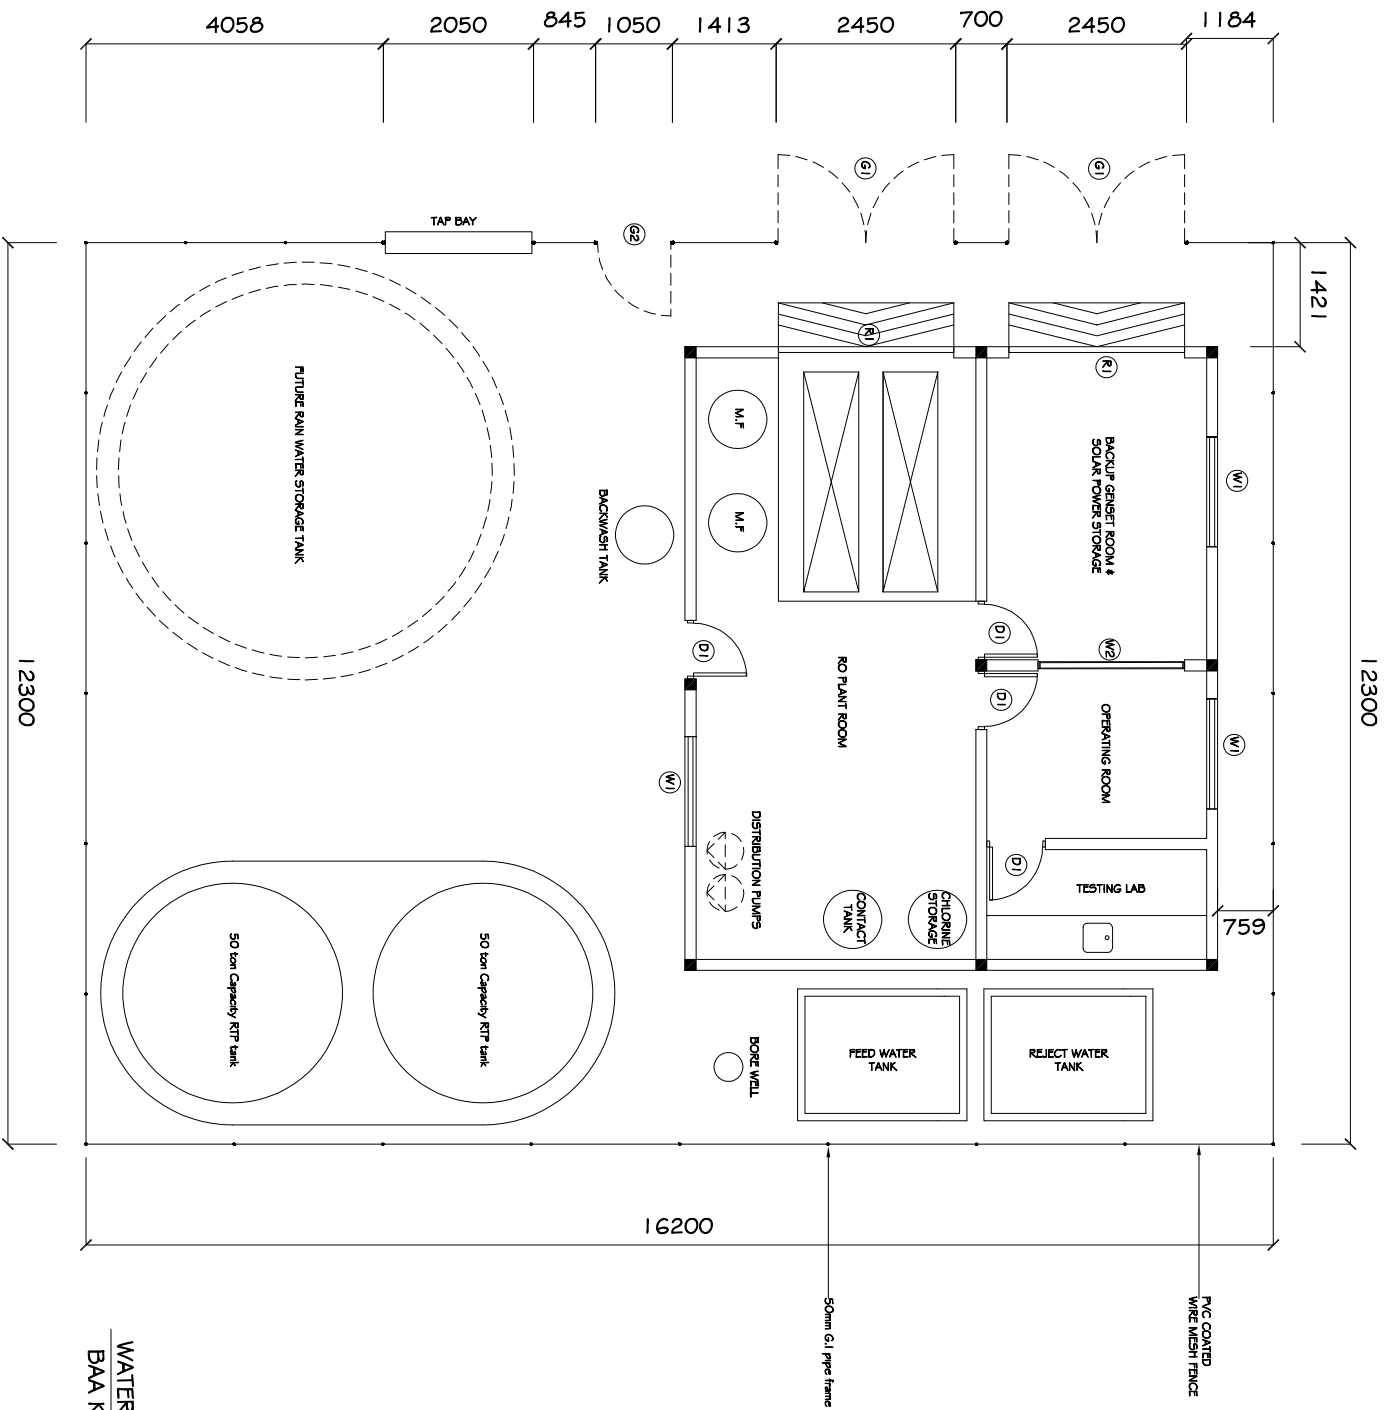 4058
2050
845
1050
1413
2450
700
2450
1184
G1
G1
TAP BAY
G2
1421
R1
R1
FUTURE RAIN WATER STORAGE TANK
M.F
M.F
BACKWASH TANK
BACKUP GENSET ROOM &
SOLAR POWER STORAGE
W1
D1
D1
W2
D1
RO PLANT ROOM
OPERATING ROOM
W1
W1
12300
12300
DISTRIBUTION PUMPS
D1
TESTING LAB
CONTACT
TANK
CHLORINE
STORAGE
759
50 ton Capacity RTP tank
50 ton Capacity RTP tank
BORE WELL
FEED WATER
TANK
REJECT WATER
TANK
16200
50mm G.I pipe frame
PVC COATED
WIRE MESH FENCE
WATER
BAA